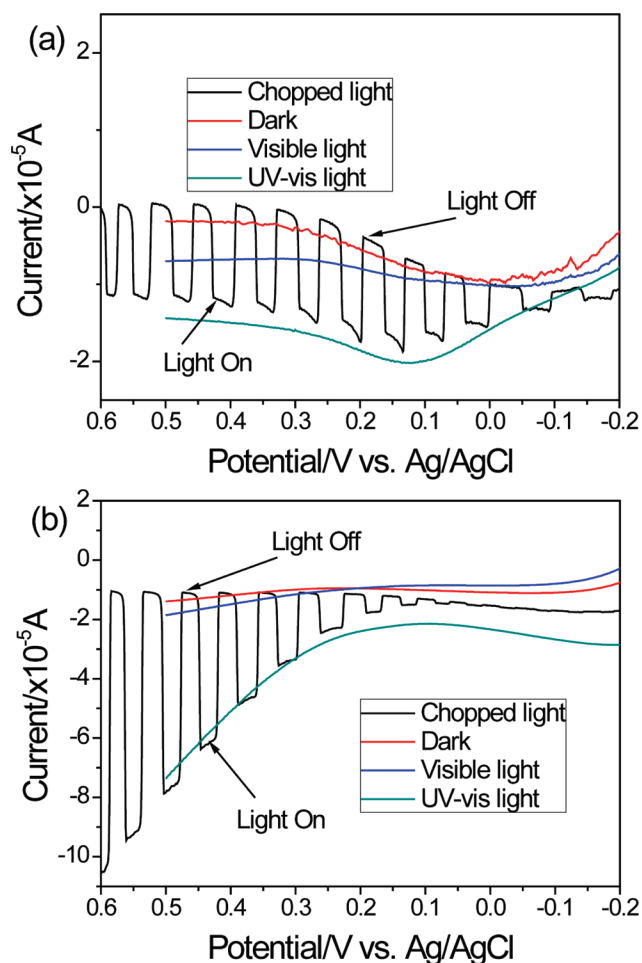 (a)
2
0
-2
Current/x10⁻⁵A
Chopped light
Dark
Visible light
UV-vis light
Light Off
Light On
0.6 0.5 0.4 0.3 0.2 0.1 0.0 -0.1 -0.2
Potential/V vs. Ag/AgCl
(b)
2
0
-2
-4
-6
-8
-10
Current/x10⁻⁵A
Light Off
Chopped light
Dark
Visible light
UV-vis light
Light On
0.6 0.5 0.4 0.3 0.2 0.1 0.0 -0.1 -0.2
Potential/V vs. Ag/AgCl